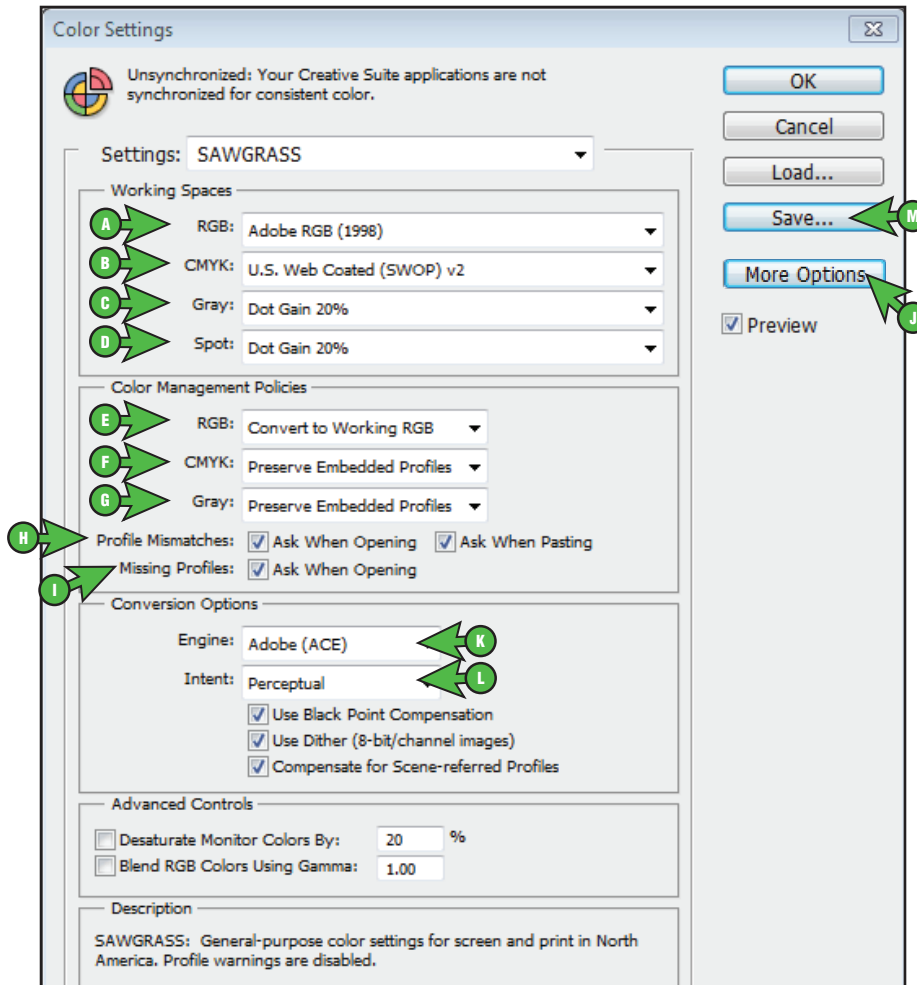 Color Settings
Unsynchronized: Your Creative Suite applications are not
synchronized for consistent color.
OK
Cancel
Load...
Save...
M
More Options
J
Preview
Settings: SAWGRASS
Working Spaces
A RGB: Adobe RGB (1998)
B CMYK: U.S. Web Coated (SWOP) v2
C Gray: Dot Gain 20%
D Spot: Dot Gain 20%
Color Management Policies
E RGB: Convert to Working RGB
F CMYK: Preserve Embedded Profiles
G Gray: Preserve Embedded Profiles
H Profile Mismatches: Ask When Opening Ask When Pasting
I Missing Profiles: Ask When Opening
Conversion Options
Engine: Adobe (ACE) K
Intent: Perceptual L
Use Black Point Compensation
Use Dither (8-bit/channel images)
Compensate for Scene-referred Profiles
Advanced Controls
Desaturate Monitor Colors By: 20 %
Blend RGB Colors Using Gamma: 1.00
Description
SAWGRASS: General-purpose color settings for screen and print in North
America. Profile warnings are disabled.